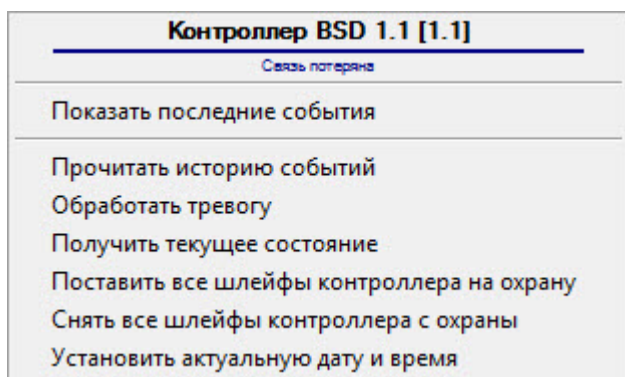 Контроллер BSD 1.1 [1.1]
Связь потеряна
Показать последние события
Прочитать историю событий
Обработать тревогу
Получить текущее состояние
Поставить все шлейфы контроллера на охрану
Снять все шлейфы контроллера с охраны
Установить актуальную дату и время